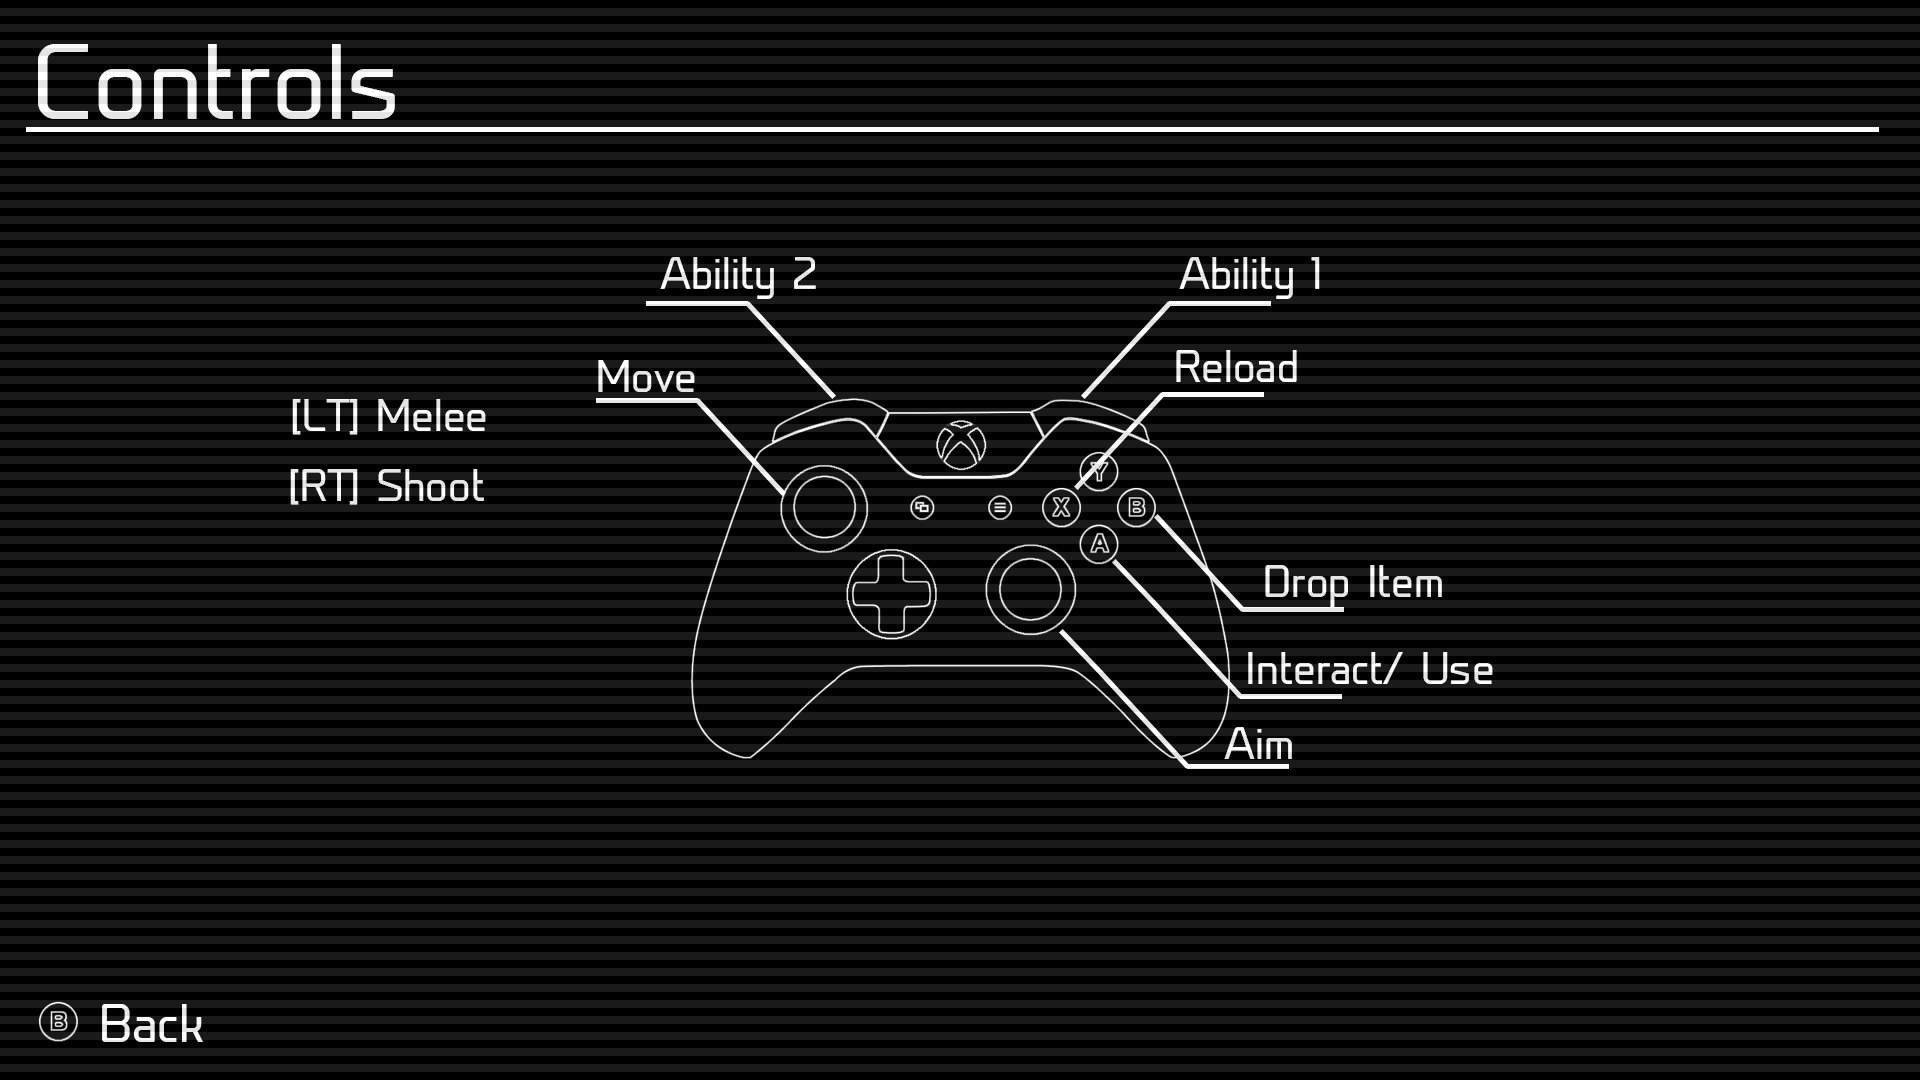 Controls
Ability 2
Ability 1
Move
Reload
[LT] Melee
[RT] Shoot
Y
X
B
A
Drop Item
Interact/ Use
Aim
B Back